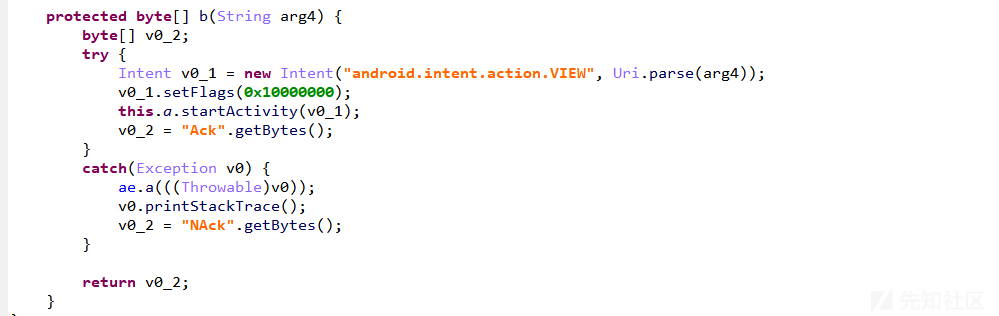 protected byte[] b(String arg4) {
    byte[] v0_2;
    try {
        Intent v0_1 = new Intent("android.intent.action.VIEW", Uri.parse(arg4));
        v0_1.setFlags(0x10000000);
        this.a.startActivity(v0_1);
        v0_2 = "Ack".getBytes();
    }
    catch(Exception v0) {
        ae.a(((Throwable)v0));
        v0.printStackTrace();
        v0_2 = "NAck".getBytes();
    }

    return v0_2;
}
先知社区